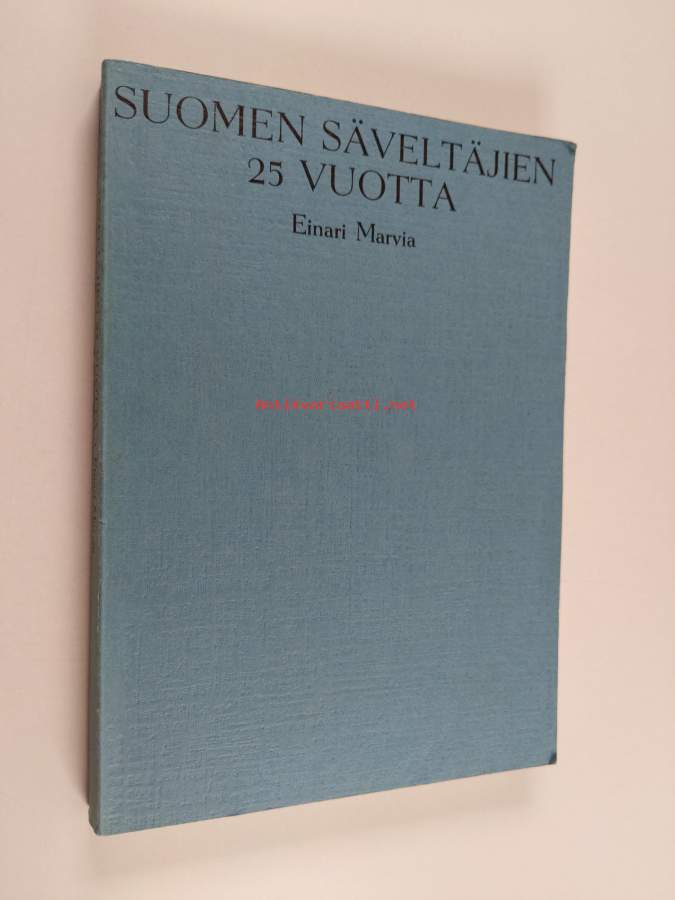 SUOMEN SÄVELTÄJIEN
25 VUOTTA
Einari Marvia
antikvariaatti.net